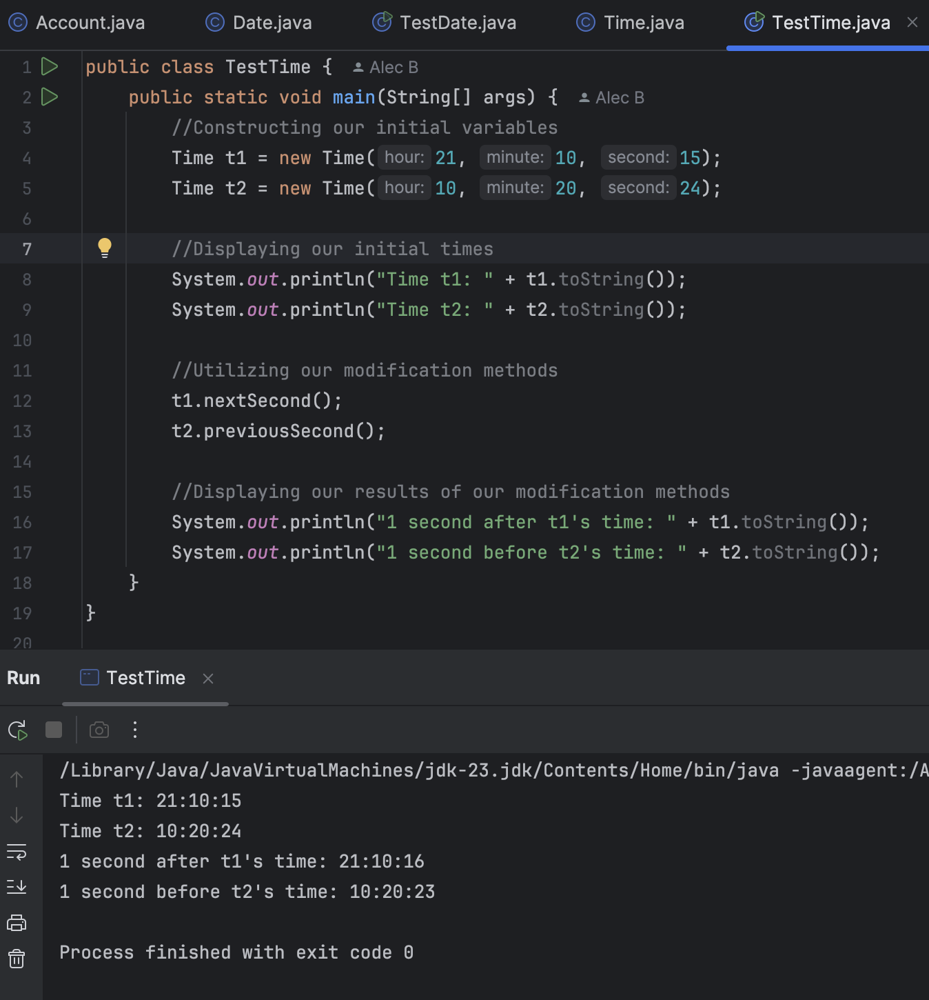 Account.java Date.java TestDate.java Time.java TestTime.java
1 public class TestTime { Alec B
2 public static void main(String[] args) { Alec B
3 //Constructing our initial variables
4 Time t1 = new Time( hour: 21, minute: 10, second: 15);
5 Time t2 = new Time( hour: 10, minute: 20, second: 24);
6
7 //Displaying our initial times
8 System.out.println("Time t1: " + t1.toString());
9 System.out.println("Time t2: " + t2.toString());
10
11 //Utilizing our modification methods
12 t1.nextSecond();
13 t2.previousSecond();
14
15 //Displaying our results of our modification methods
16 System.out.println("1 second after t1's time: " + t1.toString());
17 System.out.println("1 second before t2's time: " + t2.toString());
18 }
19 }
20
Run TestTime
/Library/Java/JavaVirtualMachines/jdk-23.jdk/Contents/Home/bin/java -javaagent:/A
Time t1: 21:10:15
Time t2: 10:20:24
1 second after t1's time: 21:10:16
1 second before t2's time: 10:20:23
Process finished with exit code 0